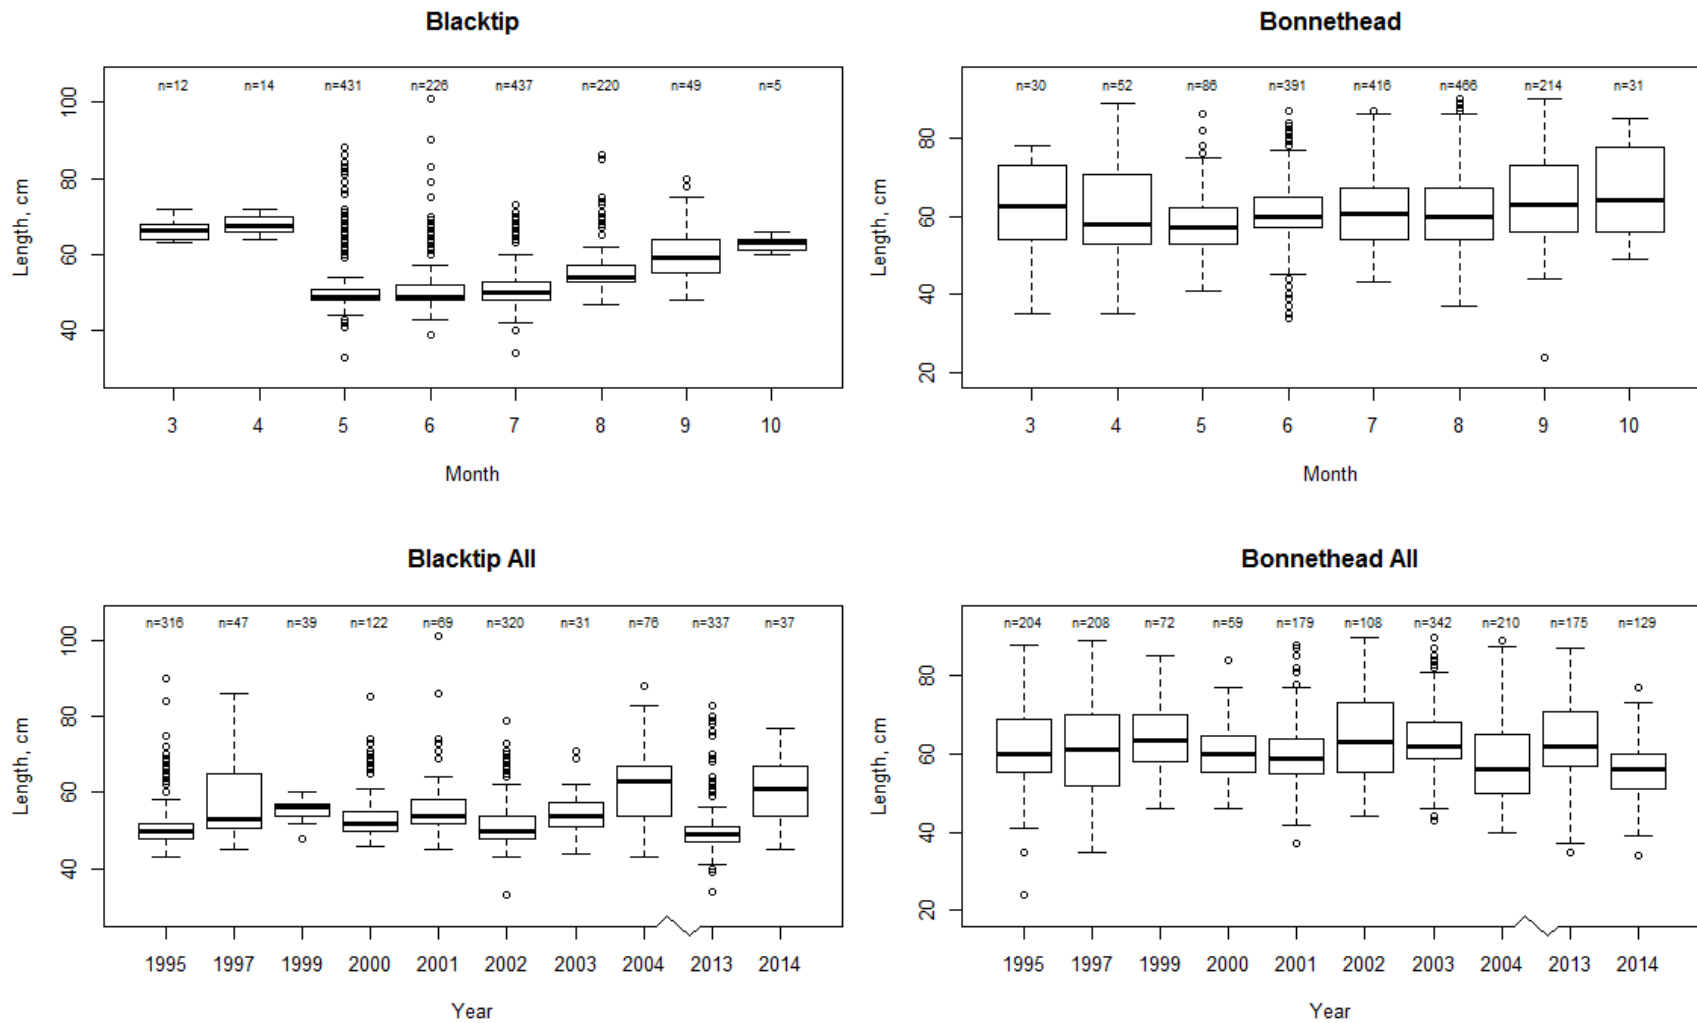 Blacktip
n=12 n=14 n=431 n=226 n=437 n=220 n=49 n=5
100
80
60
40
Length, cm
3 4 5 6 7 8 9 10
Month
Bonnethead
n=30 n=52 n=86 n=391 n=416 n=466 n=214 n=31
80
60
40
20
Length, cm
3 4 5 6 7 8 9 10
Month
Blacktip All
n=316 n=47 n=39 n=122 n=69 n=320 n=31 n=76 n=337 n=37
100
80
60
40
Length, cm
1995 1997 1999 2000 2001 2002 2003 2004 2013 2014
Year
Bonnethead All
n=204 n=208 n=72 n=59 n=179 n=108 n=342 n=210 n=175 n=129
80
60
40
20
Length, cm
1995 1997 1999 2000 2001 2002 2003 2004 2013 2014
Year